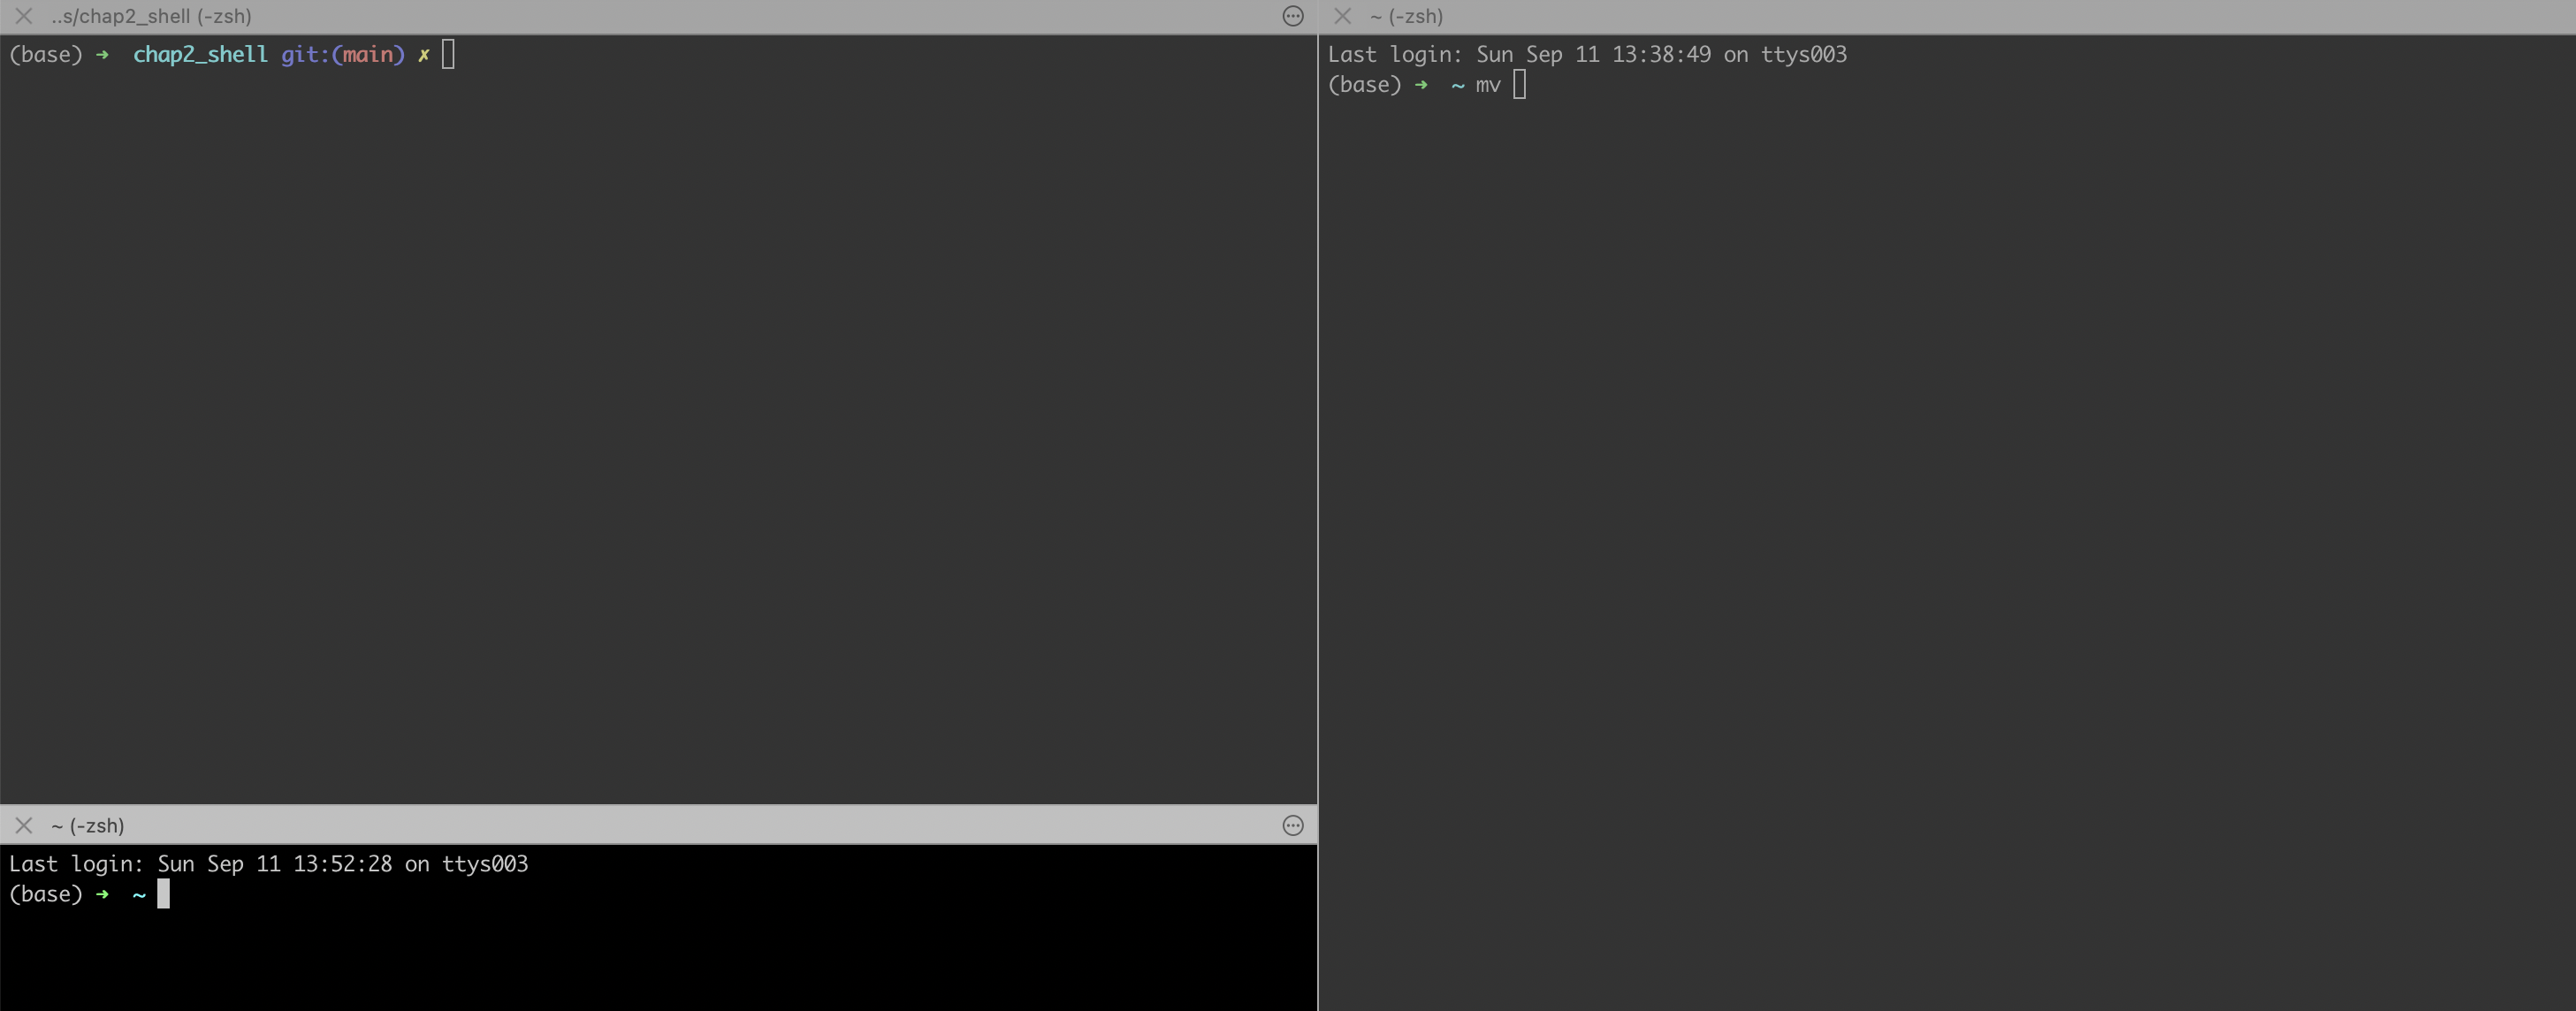 ..s/chap2_shell (-zsh)
(base) ➜  chap2_shell git:(main) ✗
~ (-zsh)
Last login: Sun Sep 11 13:52:28 on ttys003
(base) ➜  ~
~ (-zsh)
Last login: Sun Sep 11 13:38:49 on ttys003
(base) ➜  ~ mv